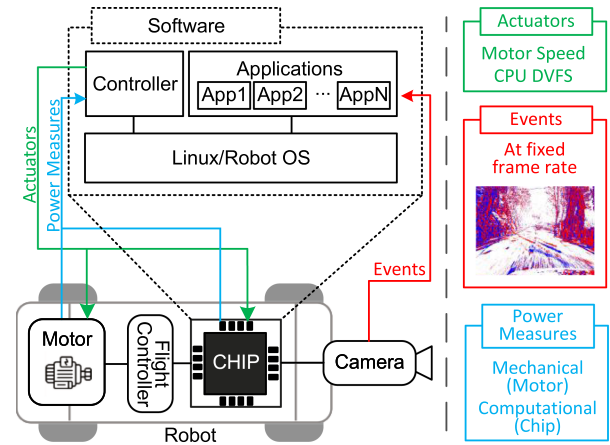 Software
Controller
Applications
App1 App2 ... AppN
Linux/Robot OS
Actuators
Power Measures
Events
Motor
Flight
Controller
CHIP
Camera
Robot
Actuators
Motor Speed
CPU DVFS
Events
At fixed
frame rate
Power
Measures
Mechanical
(Motor)
Computational
(Chip)